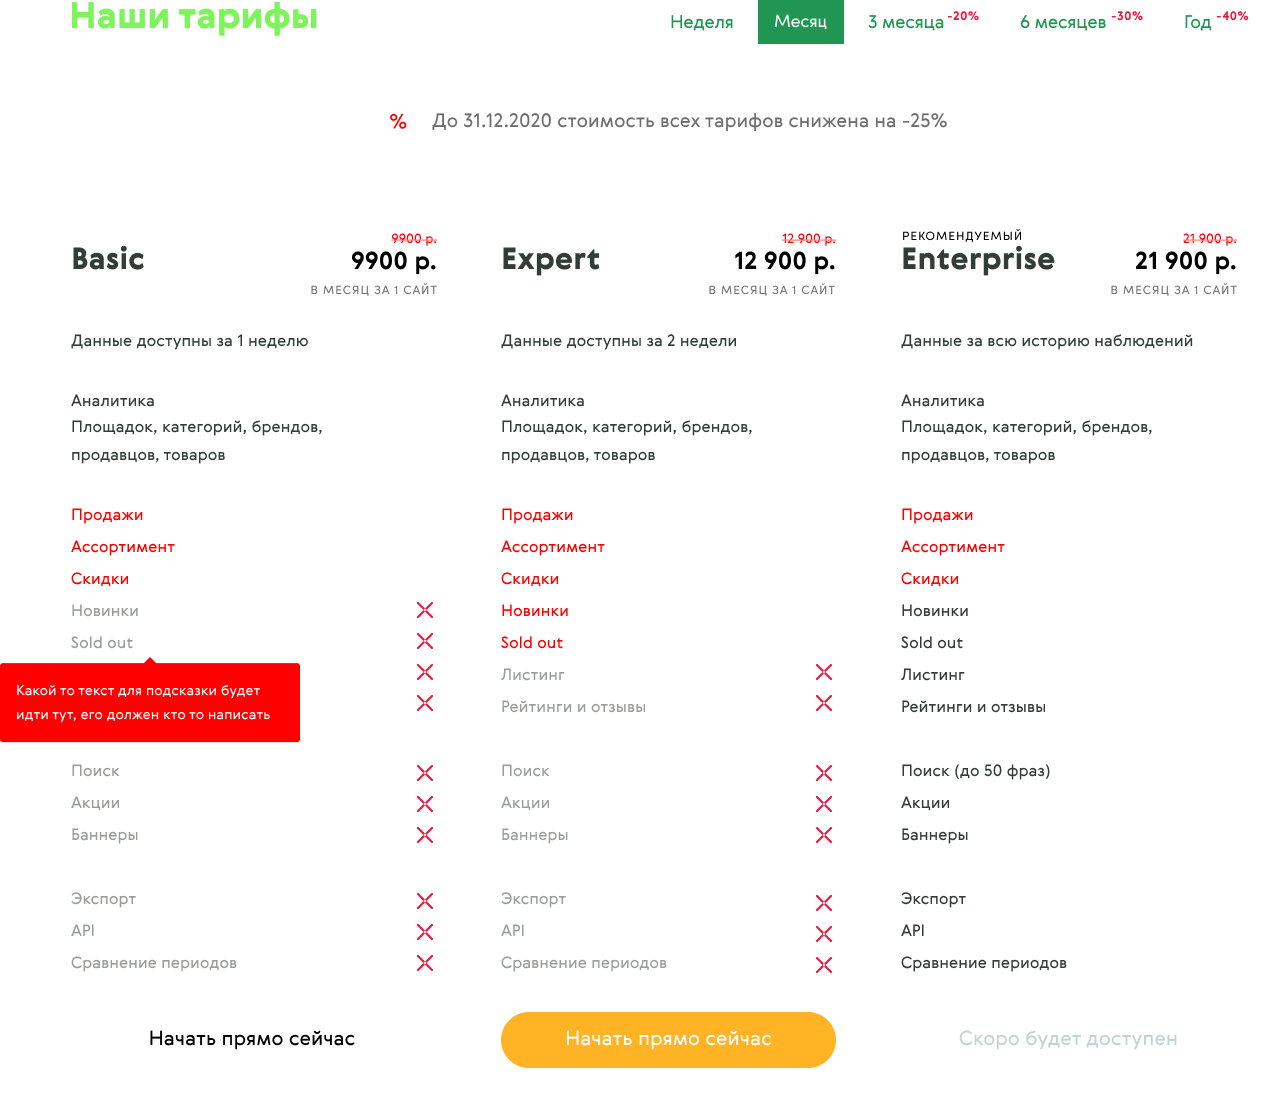 Наши тарифы
Неделя
Месяц
3 месяца -20%
6 месяцев -30%
Год -40%
% До 31.12.2020 стоимость всех тарифов снижена на -25%
9900 р.
Basic 9900 р.
В МЕСЯЦ ЗА 1 САЙТ
Данные доступны за 1 неделю
Аналитика
Площадок, категорий, брендов,
продавцов, товаров
Продажи
Ассортимент
Скидки
Новинки
Sold out
Какой то текст для подсказки будет
идти тут, его должен кто то написать
Поиск
Акции
Баннеры
Экспорт
API
Сравнение периодов
Начать прямо сейчас
12 900 р.
Expert 12 900 р.
В МЕСЯЦ ЗА 1 САЙТ
Данные доступны за 2 недели
Аналитика
Площадок, категорий, брендов,
продавцов, товаров
Продажи
Ассортимент
Скидки
Новинки
Sold out
Листинг
Рейтинги и отзывы
Поиск
Акции
Баннеры
Экспорт
API
Сравнение периодов
Начать прямо сейчас
РЕКОМЕНДУЕМЫЙ 21 900 р.
Enterprise 21 900 р.
В МЕСЯЦ ЗА 1 САЙТ
Данные за всю историю наблюдений
Аналитика
Площадок, категорий, брендов,
продавцов, товаров
Продажи
Ассортимент
Скидки
Новинки
Sold out
Листинг
Рейтинги и отзывы
Поиск (до 50 фраз)
Акции
Баннеры
Экспорт
API
Сравнение периодов
Скоро будет доступен